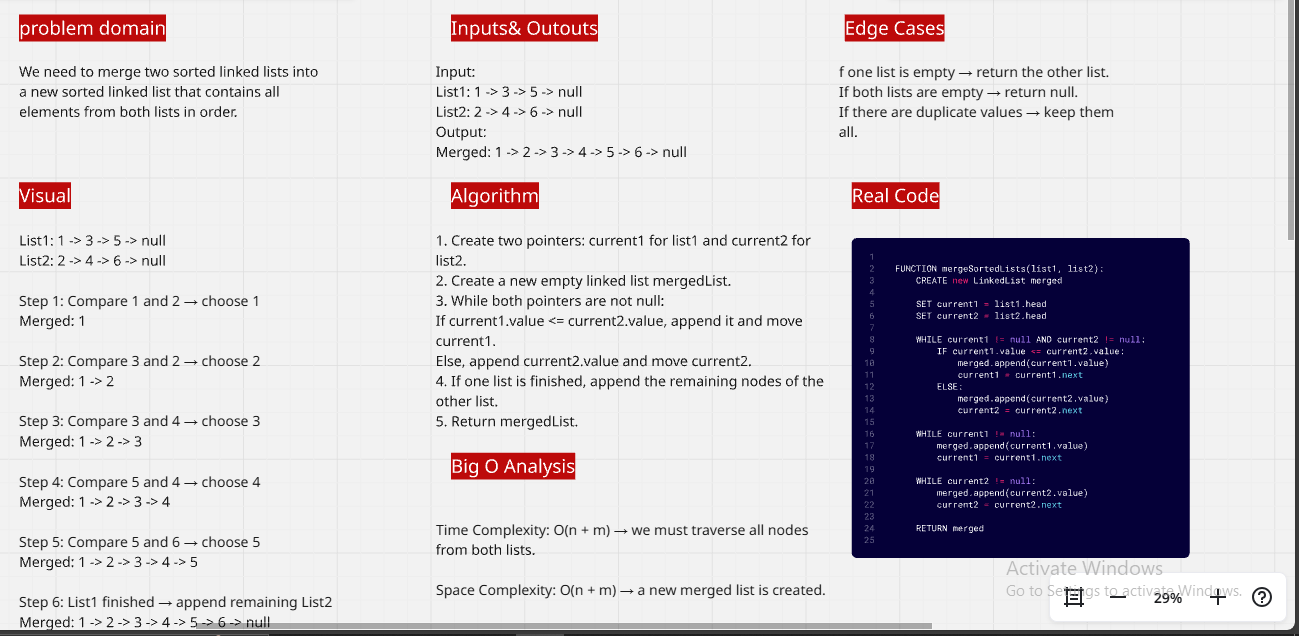 problem domain
We need to merge two sorted linked lists into
a new sorted linked list that contains all
elements from both lists in order.
Inputs& Outouts
Input:
List1: 1 -> 3 -> 5 -> null
List2: 2 -> 4 -> 6 -> null
Output:
Merged: 1 -> 2 -> 3 -> 4 -> 5 -> 6 -> null
Edge Cases
f one list is empty → return the other list.
If both lists are empty → return null.
If there are duplicate values → keep them
all.
Visual
List1: 1 -> 3 -> 5 -> null
List2: 2 -> 4 -> 6 -> null
Step 1: Compare 1 and 2 → choose 1
Merged: 1
Step 2: Compare 3 and 2 → choose 2
Merged: 1 -> 2
Step 3: Compare 3 and 4 → choose 3
Merged: 1 -> 2 -> 3
Step 4: Compare 5 and 4 → choose 4
Merged: 1 -> 2 -> 3 -> 4
Step 5: Compare 5 and 6 → choose 5
Merged: 1 -> 2 -> 3 -> 4 -> 5
Step 6: List1 finished → append remaining List2
Merged: 1 -> 2 -> 3 -> 4 -> 5 -> 6 -> null
Algorithm
1. Create two pointers: current1 for list1 and current2 for
list2.
2. Create a new empty linked list mergedList.
3. While both pointers are not null:
If current1.value <= current2.value, append it and move
current1.
Else, append current2.value and move current2.
4. If one list is finished, append the remaining nodes of the
other list.
5. Return mergedList.
Big O Analysis
Time Complexity: O(n + m) → we must traverse all nodes
from both lists.
Space Complexity: O(n + m) → a new merged list is created.
Real Code
1
2 FUNCTION mergeSortedLists(list1, list2):
3 CREATE new LinkedList merged
4
5 SET current1 = list1.head
6 SET current2 = list2.head
7
8 WHILE current1 != null AND current2 != null:
9 IF current1.value <= current2.value:
10 merged.append(current1.value)
11 current1 = current1.next
12 ELSE:
13 merged.append(current2.value)
14 current2 = current2.next
15
16 WHILE current1 != null:
17 merged.append(current1.value)
18 current1 = current1.next
19
20 WHILE current2 != null:
21 merged.append(current2.value)
22 current2 = current2.next
23
24 RETURN merged
25
Activate Windows
Go to Settings to activate Windows.
29%